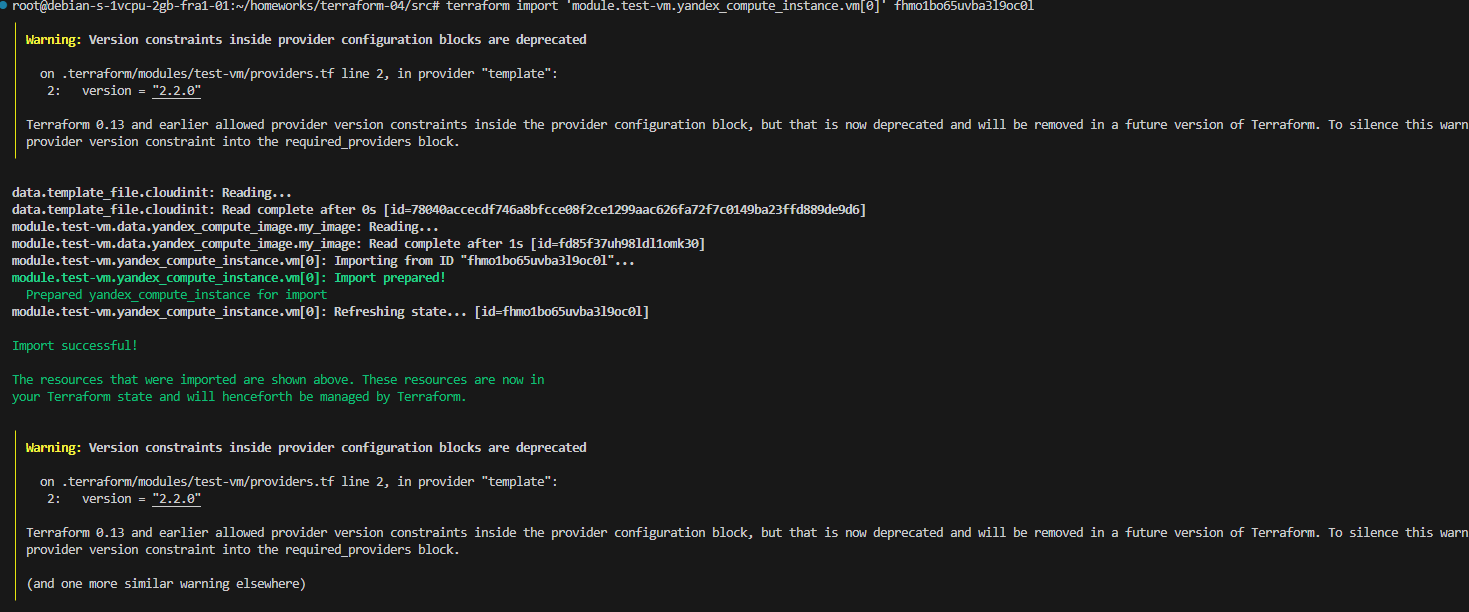 root@debian-s-1vcpu-2gb-fra1-01:~/homeworks/terraform-04/src# terraform import 'module.test-vm.yandex_compute_instance.vm[0]' fhmo1bo65uvba3l9oc0l
Warning: Version constraints inside provider configuration blocks are deprecated
on .terraform/modules/test-vm/providers.tf line 2, in provider "template":
2:   version = "2.2.0"
Terraform 0.13 and earlier allowed provider version constraints inside the provider configuration block, but that is now deprecated and will be removed in a future version of Terraform. To silence this warn
provider version constraint into the required_providers block.
data.template_file.cloudinit: Reading...
data.template_file.cloudinit: Read complete after 0s [id=78040accecdf746a8bfcce08f2ce1299aac626fa72f7c0149ba23ffd889de9d6]
module.test-vm.data.yandex_compute_image.my_image: Reading...
module.test-vm.data.yandex_compute_image.my_image: Read complete after 1s [id=fd85f37uh98ldl1omk30]
module.test-vm.yandex_compute_instance.vm[0]: Importing from ID "fhmo1bo65uvba3l9oc0l"...
module.test-vm.yandex_compute_instance.vm[0]: Import prepared!
Prepared yandex_compute_instance for import
module.test-vm.yandex_compute_instance.vm[0]: Refreshing state... [id=fhmo1bo65uvba3l9oc0l]
Import successful!
The resources that were imported are shown above. These resources are now in
your Terraform state and will henceforth be managed by Terraform.
Warning: Version constraints inside provider configuration blocks are deprecated
on .terraform/modules/test-vm/providers.tf line 2, in provider "template":
2:   version = "2.2.0"
Terraform 0.13 and earlier allowed provider version constraints inside the provider configuration block, but that is now deprecated and will be removed in a future version of Terraform. To silence this warn
provider version constraint into the required_providers block.
(and one more similar warning elsewhere)